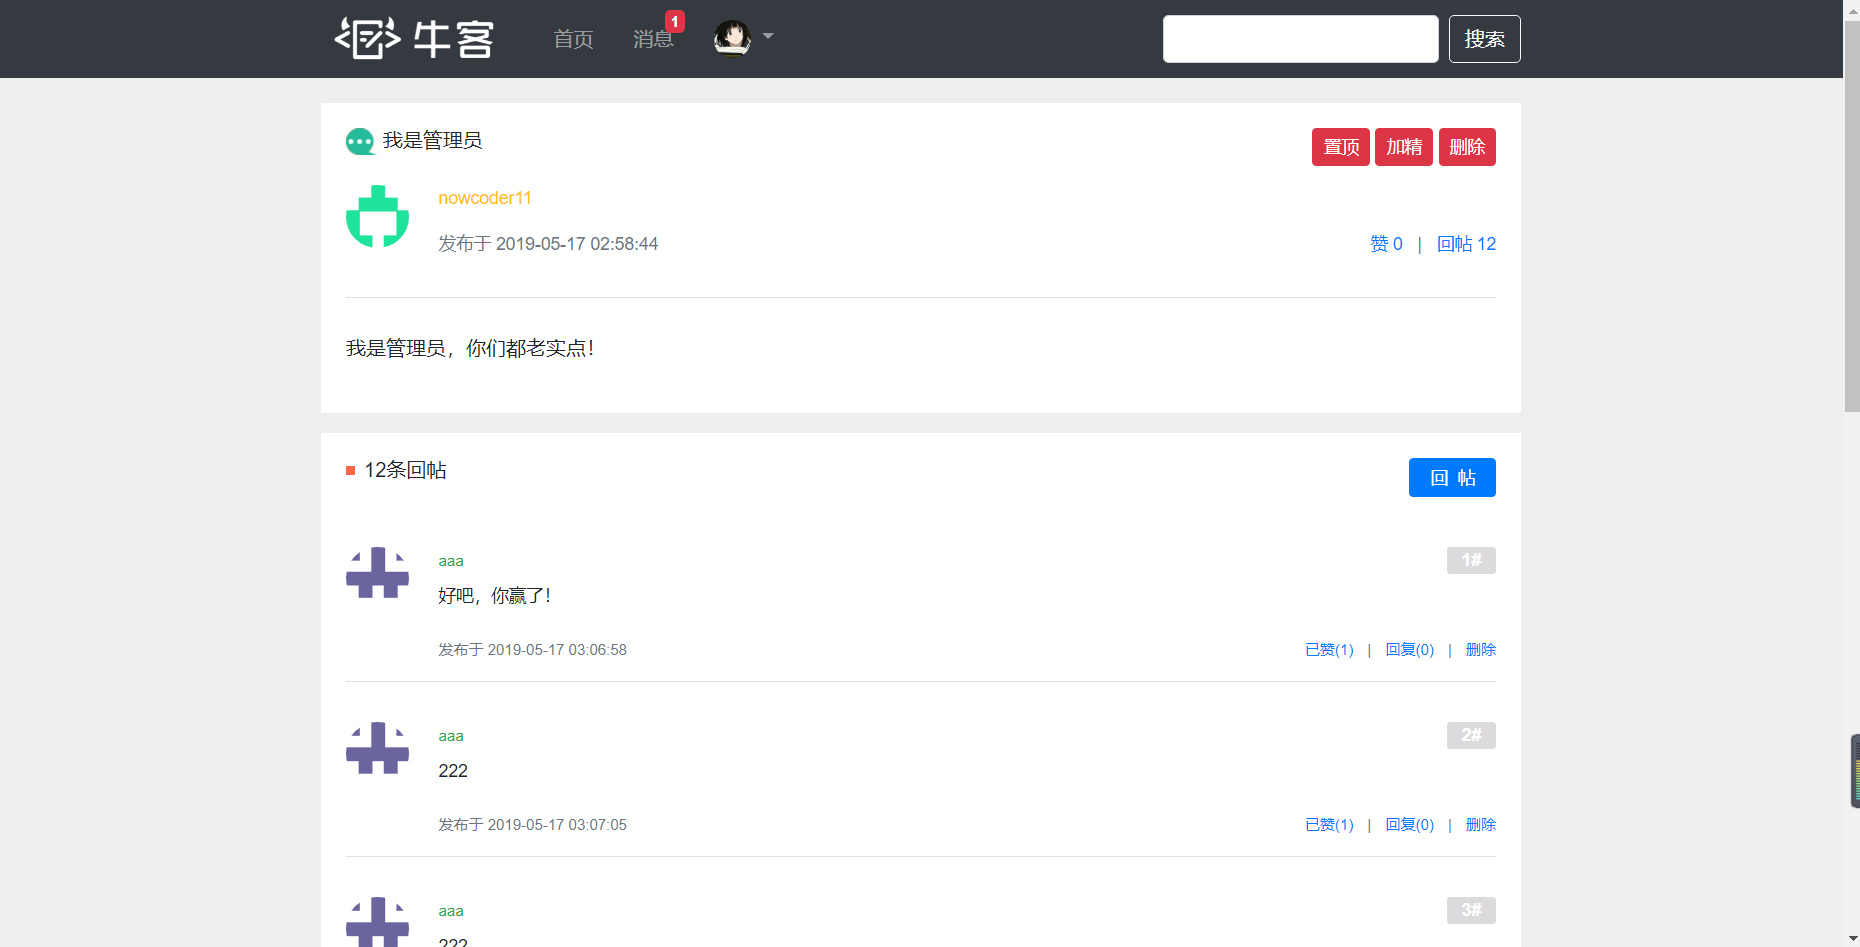 牛客 首页 消息 1 搜索
我是管理员 置顶 加精 删除
nowcoder11
发布于 2019-05-17 02:58:44 赞 0 | 回帖 12
我是管理员，你们都老实点！
12条回帖 回 帖
aaa 1#
好吧，你赢了！
发布于 2019-05-17 03:06:58 已赞(1) | 回复(0) | 删除
aaa 2#
222
发布于 2019-05-17 03:07:05 已赞(1) | 回复(0) | 删除
aaa 3#
222